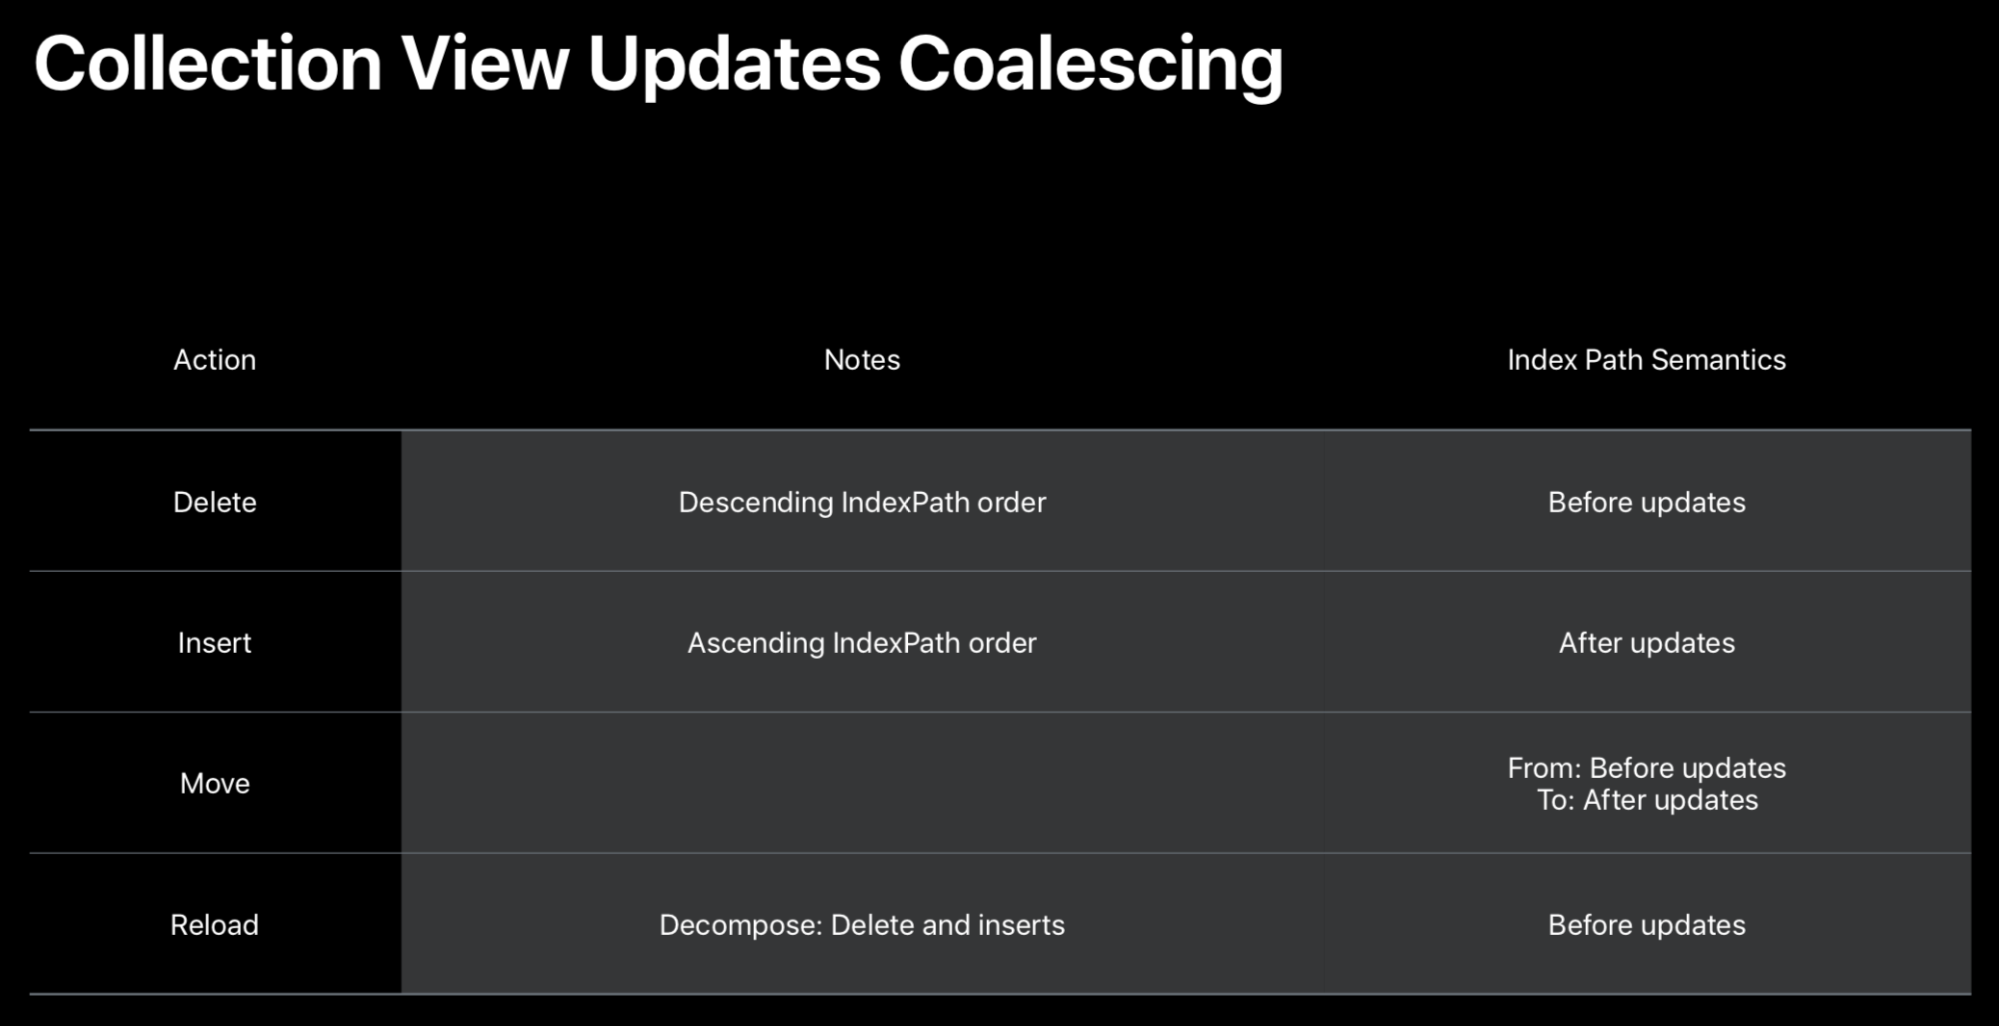 Collection View Updates Coalescing
Action Notes Index Path Semantics
Delete Descending IndexPath order Before updates
Insert Ascending IndexPath order After updates
Move From: Before updates
To: After updates
Reload Decompose: Delete and inserts Before updates